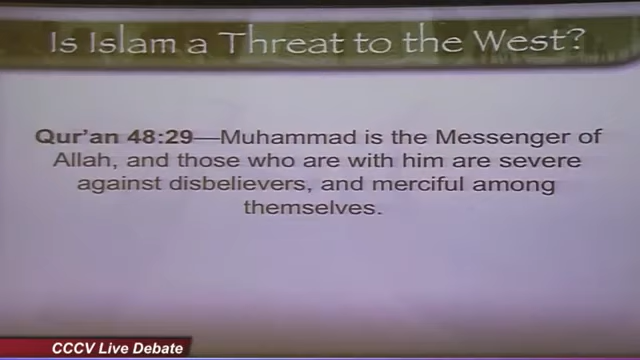 Is Islam a Threat to the West?
Qur'an 48:29—Muhammad is the Messenger of
Allah, and those who are with him are severe
against disbelievers, and merciful among
themselves.
CCCV Live Debate